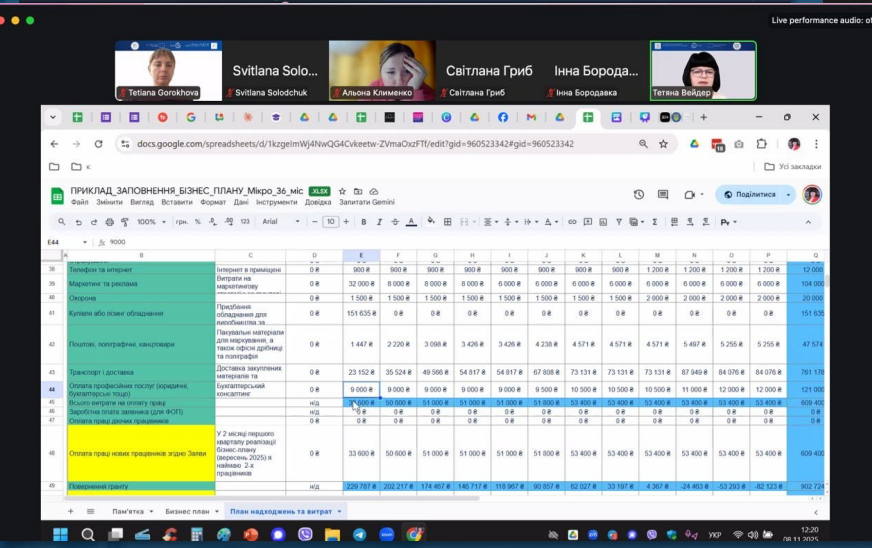 Live performance audio: of
Tetiana Gorokhova
Svitlana Solo...
Svitlana Solodchuk
Альона Клименко
Світлана Гриб
Світлана Гриб
Інна Борода...
Інна Бородавка
Тетяна Вейдер
docs.google.com/spreadsheets/d/1kzgeImWj4NwQG4Cvkeetw-ZVmaOxzFTf/edit?gid=960523342#gid=960523342
к
Усі закладки
ПРИКЛАД_ЗАПОВНЕННЯ_БІЗНЕС_ПЛАНУ_Мікро_36_міс .XLSX
Файл Змінити Вигляд Вставити Формат Дані Інструменти Довідка Запитати Gemini
Поділитися
100% грн. % .0 .00 123 Arial − 10 + B I
E44 fx 9000
A B C D E F G H I J K L M N O P Q
38 Телефон та інтернет Інтернет в приміщені 0 ₴ 900 ₴ 900 ₴ 900 ₴ 900 ₴ 900 ₴ 900 ₴ 900 ₴ 900 ₴ 1 200 ₴ 1 200 ₴ 1 200 ₴ 1 200 ₴ 12 000
39 Маркетинг та реклама Витрати на маркетингову 0 ₴ 32 000 ₴ 8 000 ₴ 8 000 ₴ 8 000 ₴ 6 000 ₴ 6 000 ₴ 6 000 ₴ 6 000 ₴ 6 000 ₴ 6 000 ₴ 6 000 ₴ 6 000 ₴ 104 000
40 Охорона 0 ₴ 1 500 ₴ 1 500 ₴ 1 500 ₴ 1 500 ₴ 1 500 ₴ 1 500 ₴ 1 500 ₴ 1 500 ₴ 2 000 ₴ 2 000 ₴ 2 000 ₴ 2 000 ₴ 20 000
41 Купівля або лізинг обладнання Придбання обладнання для виробництва за 0 ₴ 151 635 ₴ 0 ₴ 0 ₴ 0 ₴ 0 ₴ 0 ₴ 0 ₴ 0 ₴ 0 ₴ 0 ₴ 0 ₴ 0 ₴ 151 635
42 Поштові, поліграфічні, канцтовари Пакувальні матеріали для маркування, а також офісні дрібниці та поліграфія 0 ₴ 1 447 ₴ 2 220 ₴ 3 098 ₴ 3 426 ₴ 3 426 ₴ 4 238 ₴ 4 571 ₴ 4 571 ₴ 4 571 ₴ 5 497 ₴ 5 255 ₴ 5 255 ₴ 47 574
43 Транспорт і доставка Доставка закуплених матеріалів та 0 ₴ 23 152 ₴ 35 524 ₴ 49 566 ₴ 54 817 ₴ 54 817 ₴ 67 808 ₴ 73 131 ₴ 73 131 ₴ 73 131 ₴ 87 949 ₴ 84 076 ₴ 84 076 ₴ 761 178
44 Оплата професійних послуг (юридичні, бухгалтерські тощо) Бухгалтерський консалтинг 0 ₴ 9 000 ₴ 9 000 ₴ 9 000 ₴ 9 000 ₴ 9 000 ₴ 9 500 ₴ 10 500 ₴ 10 500 ₴ 10 500 ₴ 11 000 ₴ 12 000 ₴ 12 000 ₴ 121 000
45 Всього витрати на оплату праці н/д 600 ₴ 50 600 ₴ 51 000 ₴ 51 000 ₴ 51 000 ₴ 51 800 ₴ 53 400 ₴ 53 400 ₴ 53 400 ₴ 53 400 ₴ 53 400 ₴ 53 400 ₴ 609 400
46 Заробітна плата заявника (для ФОП) н/д 0 ₴ 0 ₴ 0 ₴ 0 ₴ 0 ₴ 0 ₴ 0 ₴ 0 ₴ 0 ₴ 0 ₴ 0 ₴ 0 ₴ 0 ₴
47 Оплата праці діючих працівників н/д 0 ₴ 0 ₴ 0 ₴ 0 ₴ 0 ₴ 0 ₴ 0 ₴ 0 ₴ 0 ₴ 0 ₴ 0 ₴ 0 ₴ 0 ₴
48 Оплата праці нових працівників згідно Заяви У 2 місяці першого кварталу реалізації бізнес-плану (вересень 2025) я наймаю 2-х працівників 0 ₴ 33 600 ₴ 50 600 ₴ 51 000 ₴ 51 000 ₴ 51 000 ₴ 51 800 ₴ 53 400 ₴ 53 400 ₴ 53 400 ₴ 53 400 ₴ 53 400 ₴ 53 400 ₴ 609 400
49 Повернення гранту н/д 229 787 ₴ 202 217 ₴ 174 467 ₴ 146 717 ₴ 118 967 ₴ 90 857 ₴ 62 027 ₴ 33 197 ₴ 4 367 ₴ -24 463 ₴ -53 293 ₴ -82 123 ₴ 902 724
Пам'ятка Бизнес план План надходжень та витрат
УКР 12:20
08.11.2025